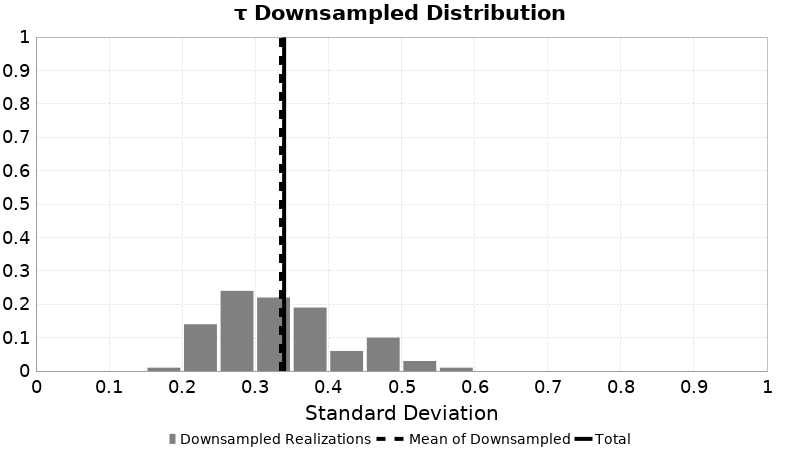 τ Downsampled Distribution
1
0.9
0.8
0.7
0.6
0.5
0.4
0.3
0.2
0.1
0
0 0.1 0.2 0.3 0.4 0.5 0.6 0.7 0.8 0.9 1
Standard Deviation
Downsampled Realizations Mean of Downsampled Total